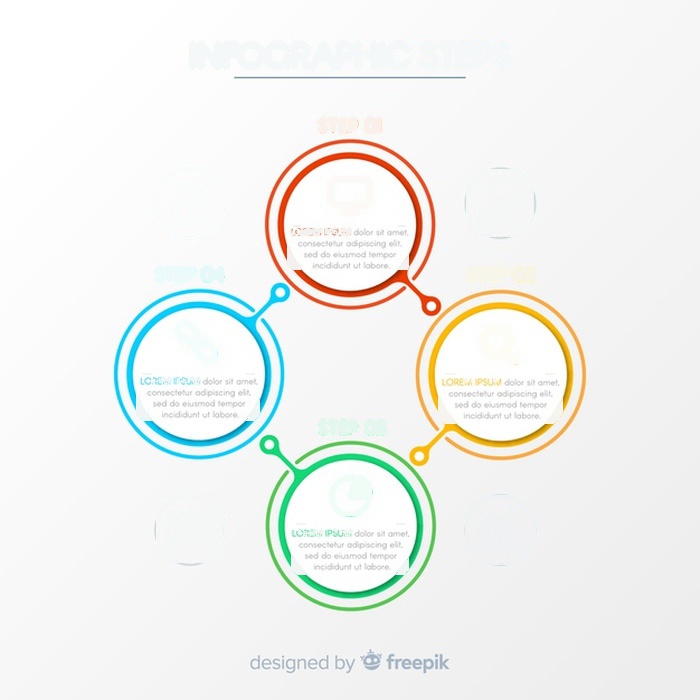 INFOGRAPHIC STEPS
STEP 01
LOREM IPSUM dolor sit amet,
consectetur adipiscing elit,
sed do eiusmod tempor
incididunt ut labore.
STEP 04
LOREM IPSUM dolor sit amet,
consectetur adipiscing elit,
sed do eiusmod tempor
incididunt ut labore.
LOREM IPSUM dolor sit amet,
consectetur adipiscing elit,
sed do eiusmod tempor
incididunt ut labore.
STEP
LOREM IPSUM dolor sit amet,
consectetur adipiscing elit,
sed do eiusmod tempor
incididunt ut labore.
designed by freepik